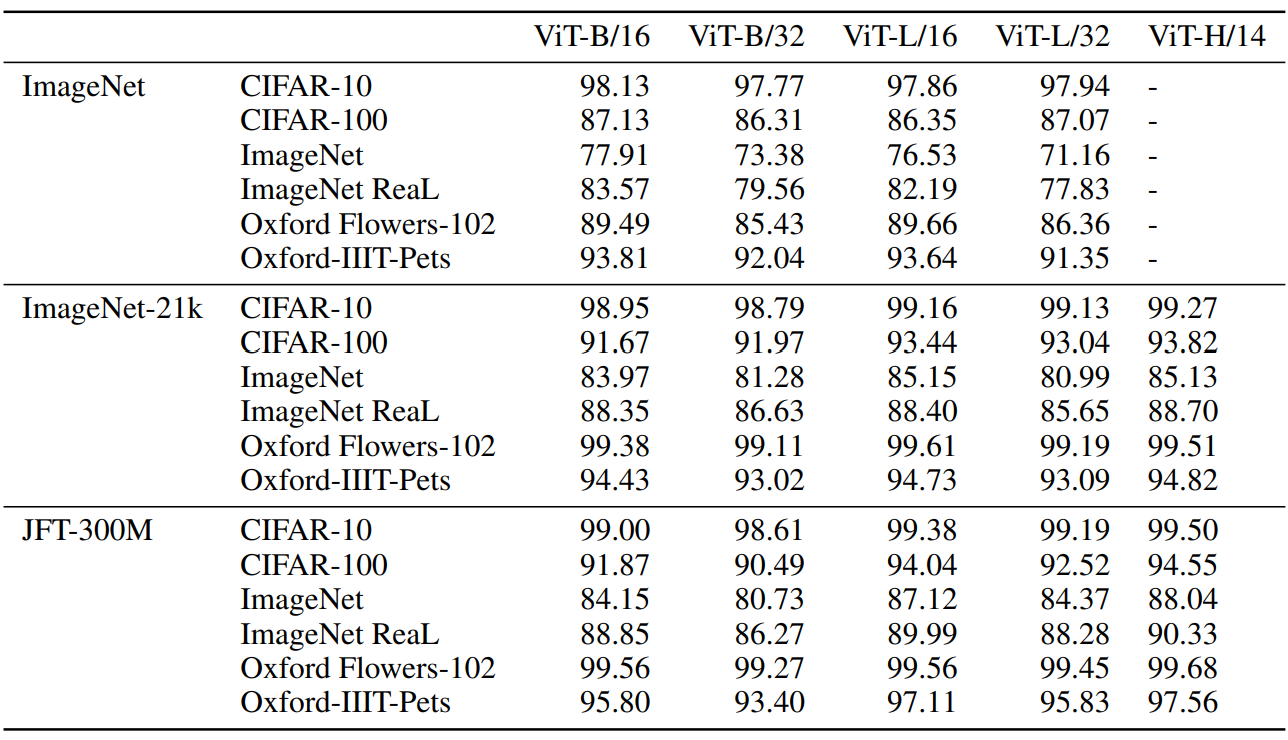 ViT-B/16 ViT-B/32 ViT-L/16 ViT-L/32 ViT-H/14
ImageNet CIFAR-10 98.13 97.77 97.86 97.94 -
CIFAR-100 87.13 86.31 86.35 87.07 -
ImageNet 77.91 73.38 76.53 71.16 -
ImageNet ReaL 83.57 79.56 82.19 77.83 -
Oxford Flowers-102 89.49 85.43 89.66 86.36 -
Oxford-IIIT-Pets 93.81 92.04 93.64 91.35 -
ImageNet-21k CIFAR-10 98.95 98.79 99.16 99.13 99.27
CIFAR-100 91.67 91.97 93.44 93.04 93.82
ImageNet 83.97 81.28 85.15 80.99 85.13
ImageNet ReaL 88.35 86.63 88.40 85.65 88.70
Oxford Flowers-102 99.38 99.11 99.61 99.19 99.51
Oxford-IIIT-Pets 94.43 93.02 94.73 93.09 94.82
JFT-300M CIFAR-10 99.00 98.61 99.38 99.19 99.50
CIFAR-100 91.87 90.49 94.04 92.52 94.55
ImageNet 84.15 80.73 87.12 84.37 88.04
ImageNet ReaL 88.85 86.27 89.99 88.28 90.33
Oxford Flowers-102 99.56 99.27 99.56 99.45 99.68
Oxford-IIIT-Pets 95.80 93.40 97.11 95.83 97.56